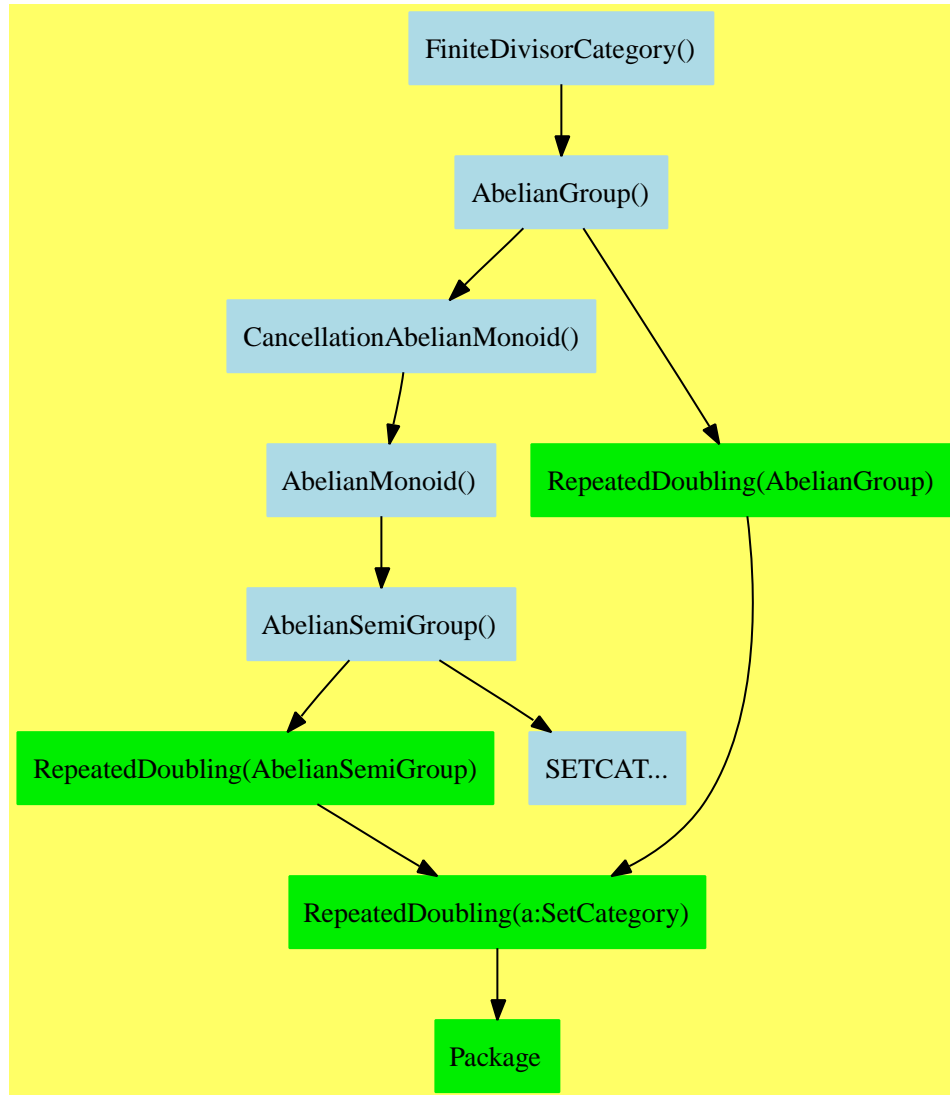 FiniteDivisorCategory()
AbelianGroup()
CancellationAbelianMonoid()
AbelianMonoid()
RepeatedDoubling(AbelianGroup)
AbelianSemiGroup()
RepeatedDoubling(AbelianSemiGroup)
SETCAT...
RepeatedDoubling(a:SetCategory)
Package